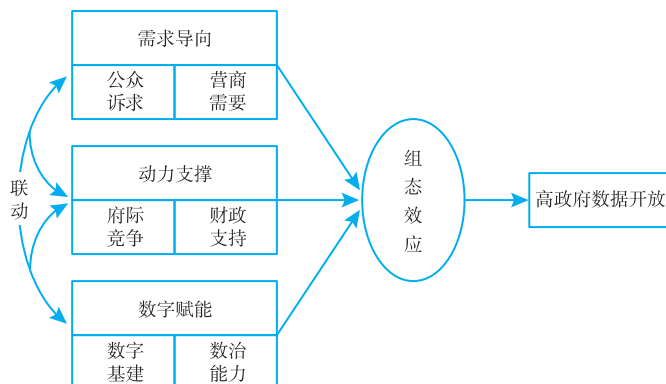 需求导向
公众
诉求
营商
需要
联
动
动力支撑
府际
竞争
财政
支持
数字赋能
数字
基建
数治
能力
组
态
效
应
高政府数据开放